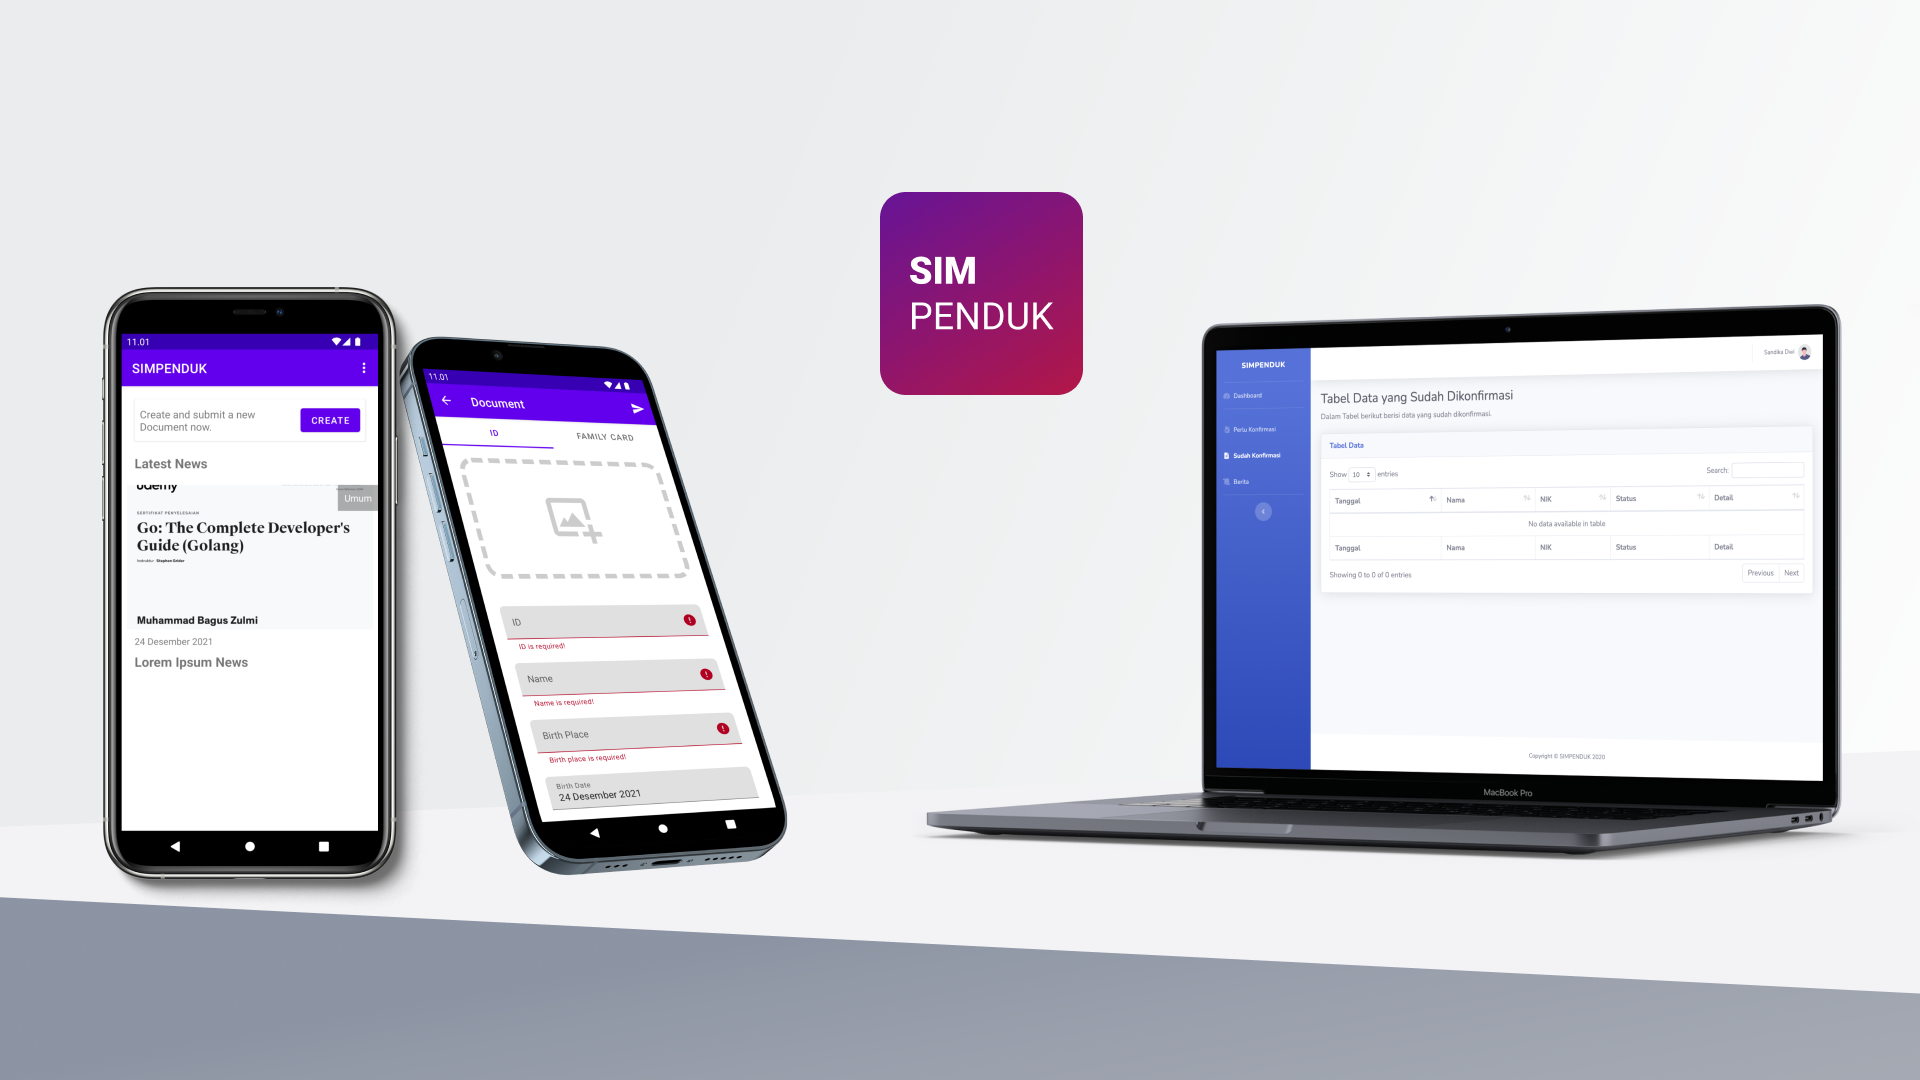 11.01
SIMPENDUK
Create and submit a new
Document now.
CREATE
Latest News
udemy
Umum
SERTIFIKAT PENYELESAIAN
Go: The Complete Developer's
Guide (Golang)
Instruktur Stephen Grider
Muhammad Bagus Zulmi
24 Desember 2021
Lorem Ipsum News
11.01
Document
ID
FAMILY CARD
ID
ID is required!
Name
Name is required!
Birth Place
Birth place is required!
Birth Date
24 Desember 2021
SIM
PENDUK
SIMPENDUK
Dashboard
Perlu Konfirmasi
Sudah Konfirmasi
Berita
Sandika Dwi
Tabel Data yang Sudah Dikonfirmasi
Dalam Tabel berikut berisi data yang sudah dikonfirmasi.
Tabel Data
Show 10 entries
Search:
Tanggal Nama NIK Status Detail
No data available in table
Tanggal Nama NIK Status Detail
Showing 0 to 0 of 0 entries
Previous Next
Copyright © SIMPENDUK 2020
MacBook Pro